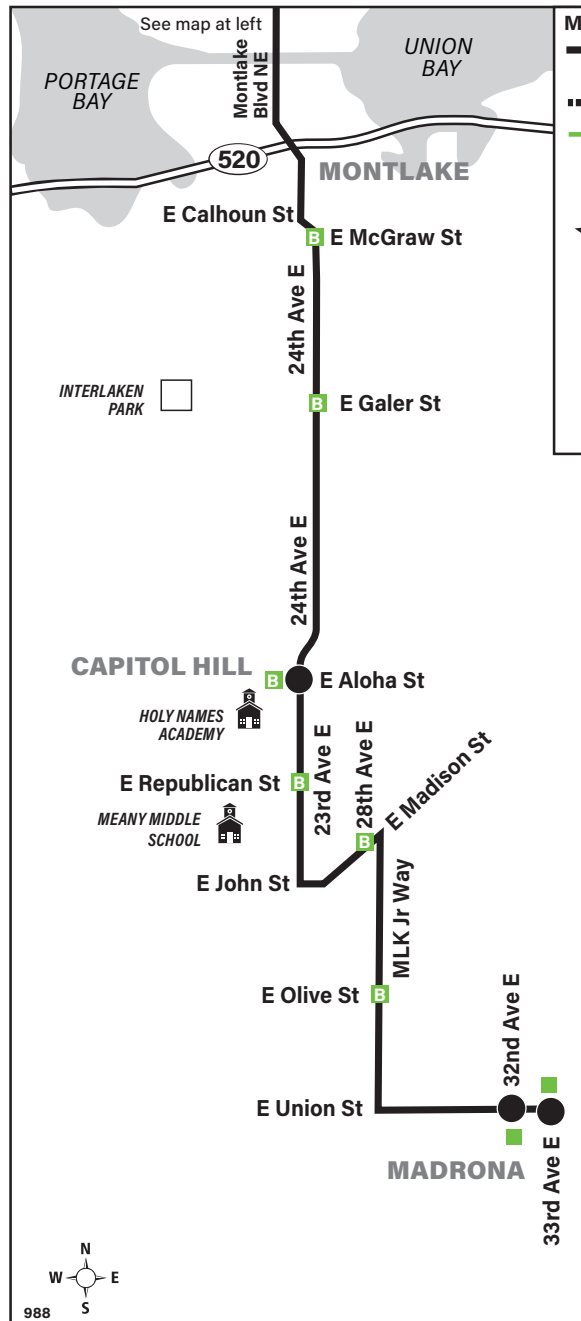 See map at left
M
PORTAGE
BAY
Montlake
Blvd NE
UNION
BAY
520
MONTLAKE
E Calhoun St
B E McGraw St
24th Ave E
INTERLAKEN
PARK
B E Galer St
24th Ave E
CAPITOL HILL
B E Aloha St
HOLY NAMES
ACADEMY
23rd Ave E
28th Ave E
E Madison St
E Republican St B
MEANY MIDDLE
SCHOOL
B
E John St
MLK Jr Way
E Olive St B
32nd Ave E
E Union St
MADRONA
33rd Ave E
N
W E
S
988